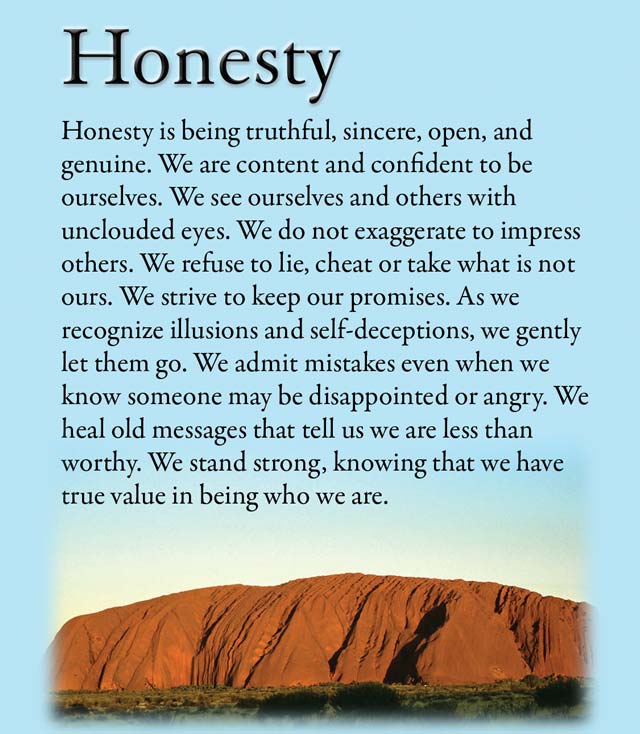 Honesty
Honesty is being truthful, sincere, open, and
genuine. We are content and confident to be
ourselves. We see ourselves and others with
unclouded eyes. We do not exaggerate to impress
others. We refuse to lie, cheat or take what is not
ours. We strive to keep our promises. As we
recognize illusions and self-deceptions, we gently
let them go. We admit mistakes even when we
know someone may be disappointed or angry. We
heal old messages that tell us we are less than
worthy. We stand strong, knowing that we have
true value in being who we are.